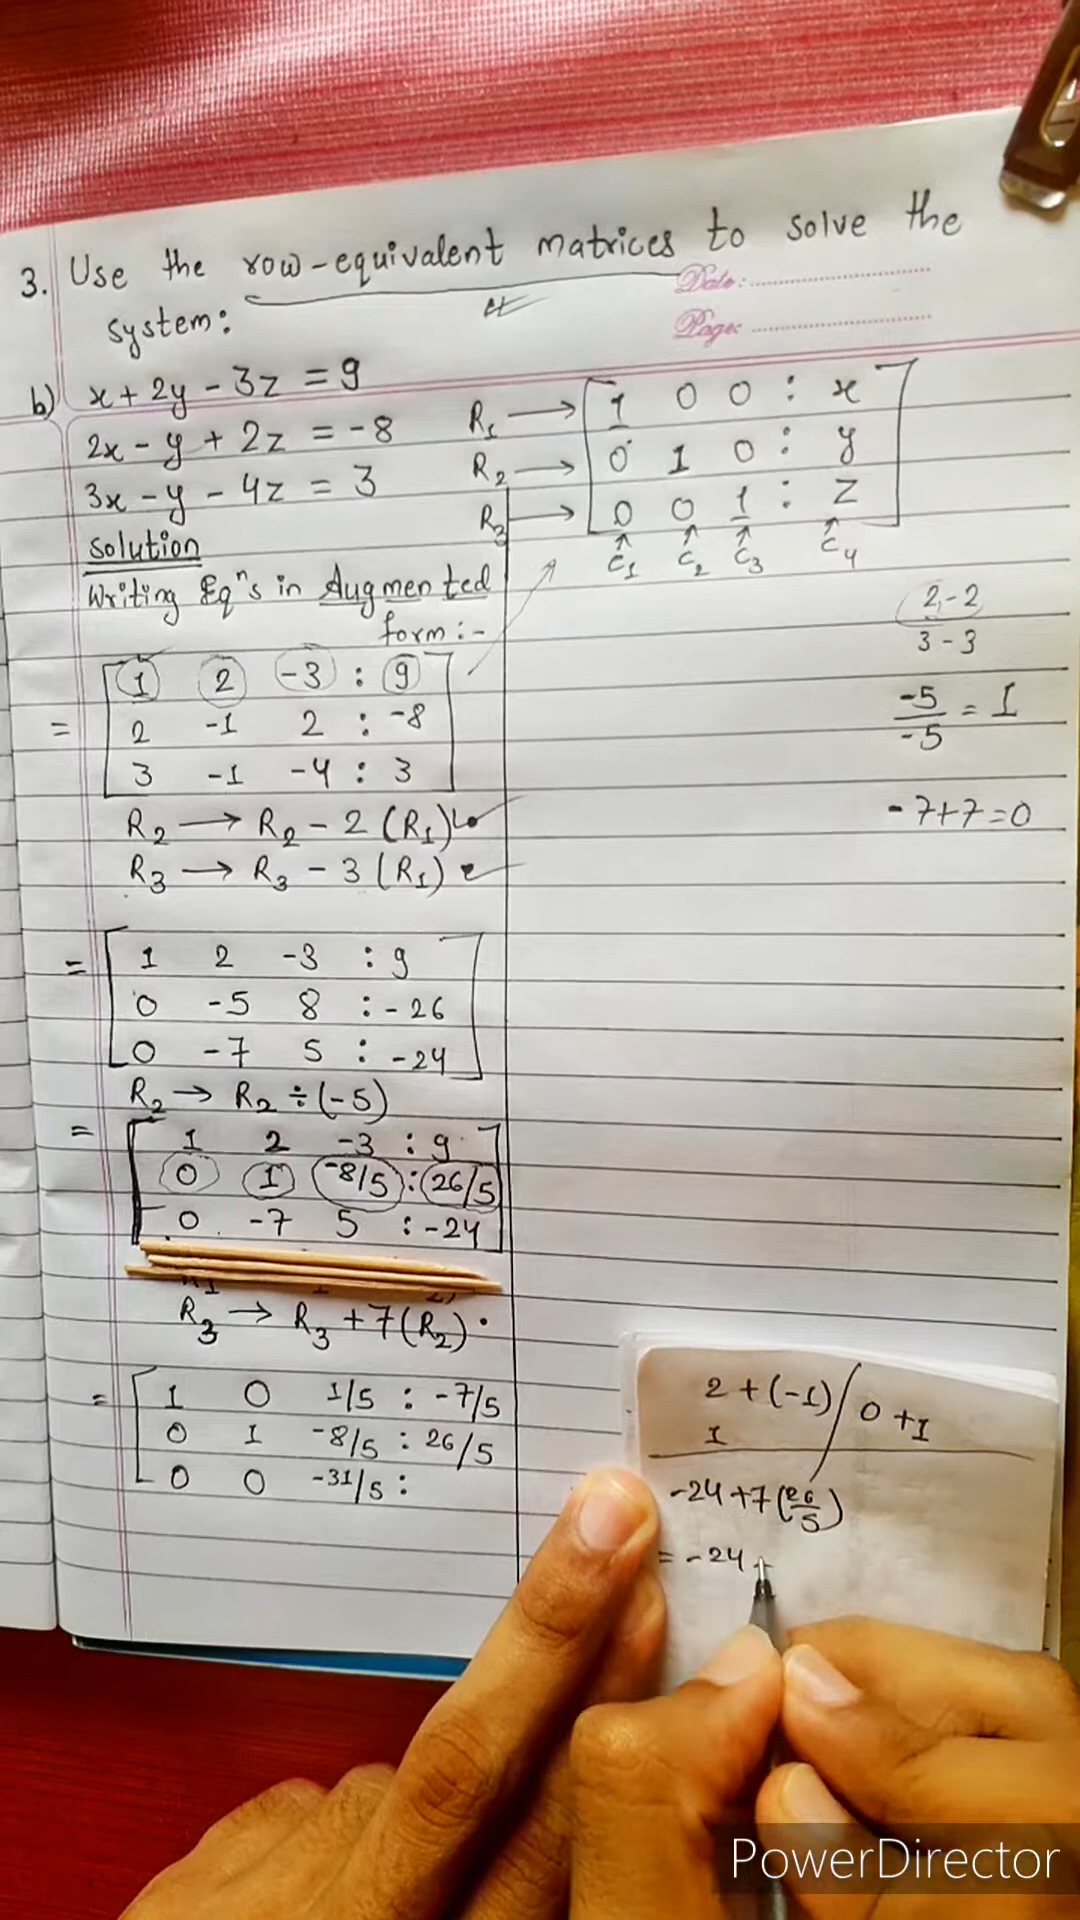 3. Use the row-equivalent matrices to solve the
system:
Date:
Page:
b) x + 2y - 3z = 9
2x - y + 2z = -8
3x - y - 4z = 3
R₁ → [ 1 0 0 : x ]
R₂ → 0 1 0 : y
R₃ → 0 0 1 : z
↑ ↑ ↑ ↑
C₁ C₂ C₃ C₄
Solution
Writing Eqⁿ's in Augmented
form :-
[ 1 2 -3 : 9 ]
= 2 -1 2 : -8
3 -1 -4 : 3
R₂ → R₂ - 2 (R₁)
R₃ → R₃ - 3 (R₁)
2 - 2
3 - 3
-5/-5 = 1
-7+7=0
= [ 1 2 -3 : 9 ]
0 -5 8 : -26
0 -7 5 : -24
R₂ → R₂ ÷ (-5)
= [ 1 2 -3 : 9 ]
0 1 -8/5 : 26/5
0 -7 5 : -24
R₃ → R₃ + 7(R₂)
= [ 1 0 1/5 : -7/5
0 1 -8/5 : 26/5
0 0 -31/5 :
2 + (-1) / 0 + 1
1
-24 + 7(26/5)
= -24
PowerDirector